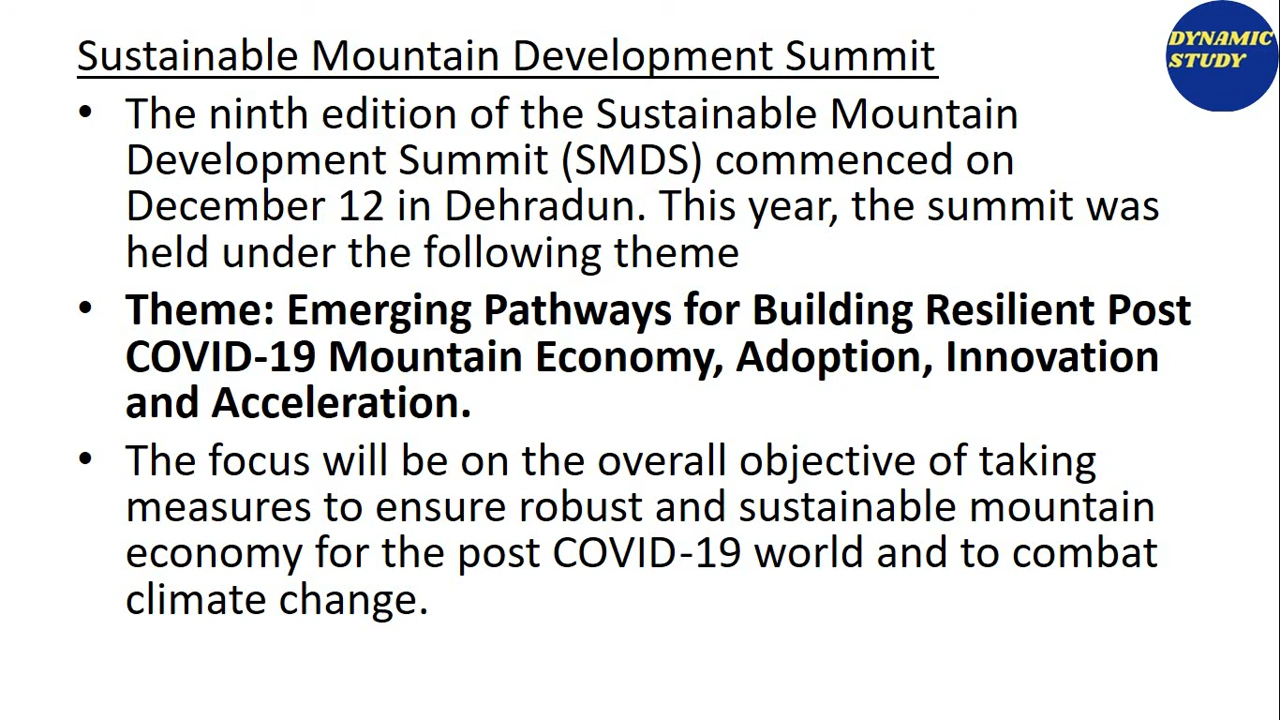 Sustainable Mountain Development Summit
DYNAMIC
STUDY
• The ninth edition of the Sustainable Mountain
Development Summit (SMDS) commenced on
December 12 in Dehradun. This year, the summit was
held under the following theme
• Theme: Emerging Pathways for Building Resilient Post
COVID-19 Mountain Economy, Adoption, Innovation
and Acceleration.
• The focus will be on the overall objective of taking
measures to ensure robust and sustainable mountain
economy for the post COVID-19 world and to combat
climate change.